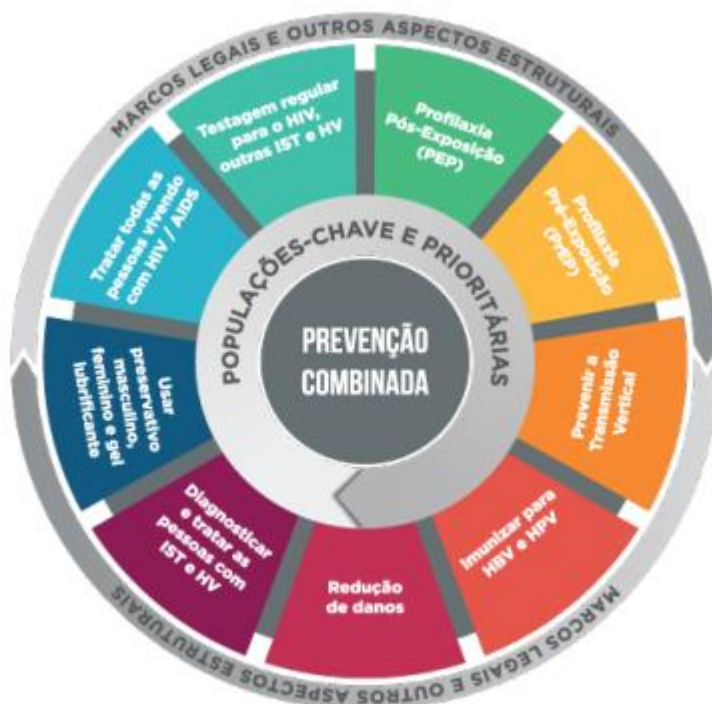 MARCOS LEGAIS E OUTROS ASPECTOS ESTRUTURAIS
Testagem regular
para o HIV,
outras IST e HV
Profilaxia
Pós-Exposição
(PEP)
Profilaxia
Pré-Exposição
(PrEP)
Prevenir a
Transmissão
Vertical
Imunizar para
HBV e HPV
Redução
de danos
Diagnosticar
e tratar as
pessoas com
IST e HV
Usar
preservativo
masculino,
feminino e gel
lubrificante
Tratar todas as
pessoas vivendo
com HIV / AIDS
POPULAÇÕES-CHAVE E PRIORITÁRIAS
PREVENÇÃO
COMBINADA
MARCOS LEGAIS E OUTROS ASPECTOS ESTRUTURAIS